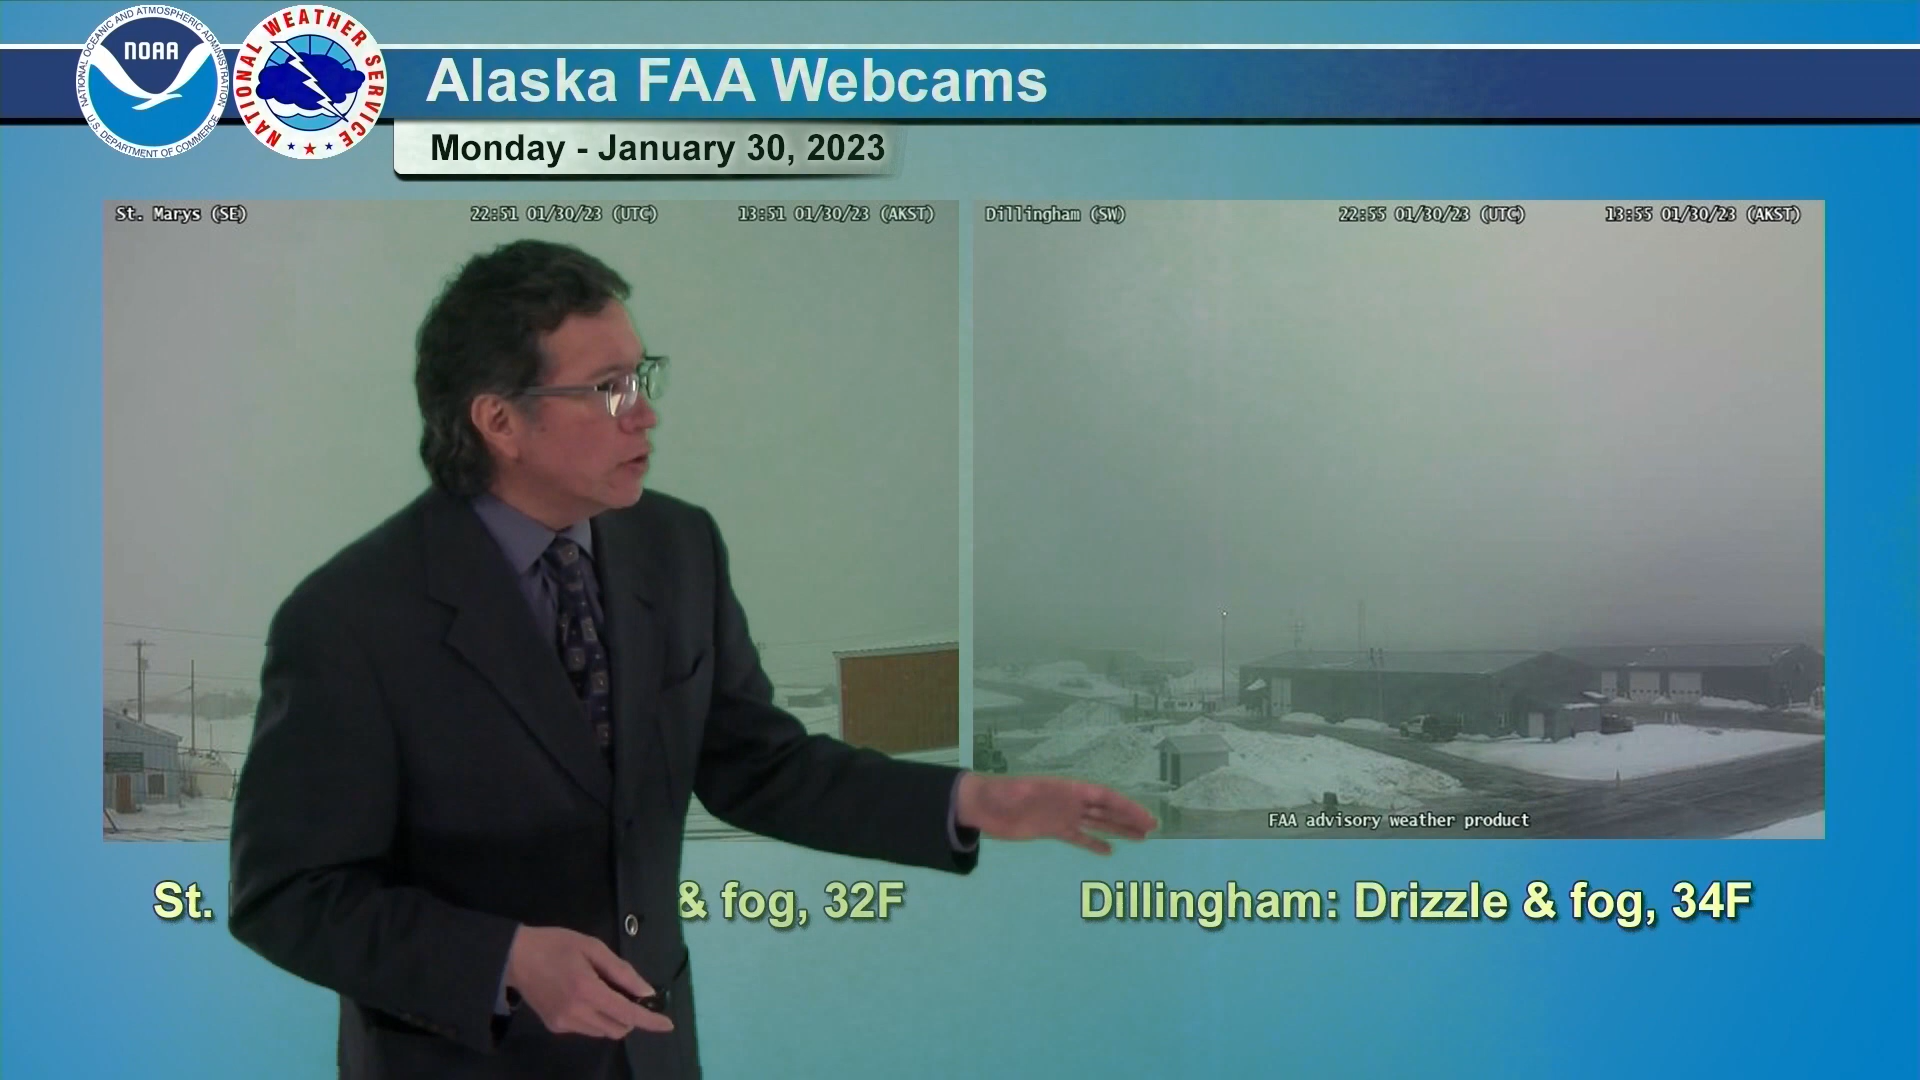 NATIONAL OCEANIC AND ATMOSPHERIC ADMINISTRATION
NOAA
U.S. DEPARTMENT OF COMMERCE
NATIONAL WEATHER SERVICE
Alaska FAA Webcams
Monday - January 30, 2023
St. Marys (SE) 22:51 01/30/23 (UTC) 13:51 01/30/23 (AKST)
Dillingham (SW) 22:55 01/30/23 (UTC) 13:55 01/30/23 (AKST)
FAA advisory weather product
St. & fog, 32F
Dillingham: Drizzle & fog, 34F